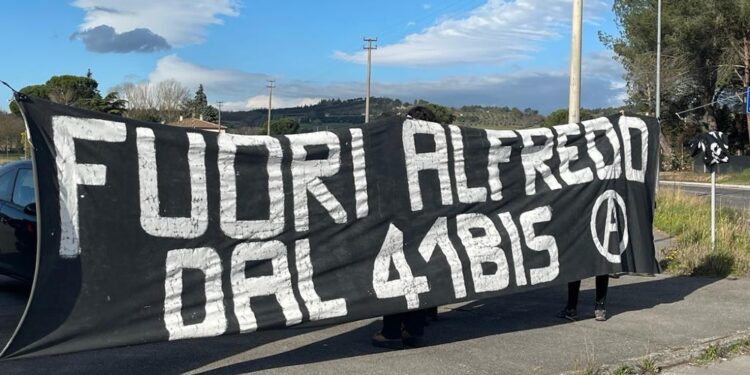 FUORI ALFREDO
DAL 41BIS Ⓐ